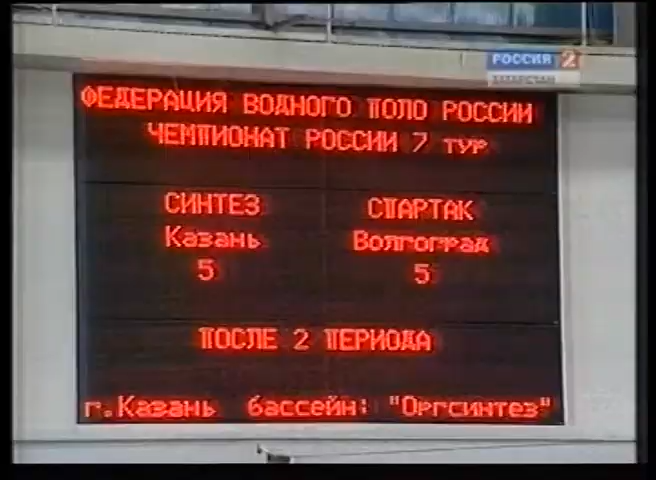 РОССИЯ 2
ТАТАРСТАН
ФЕДЕРАЦИЯ ВОДНОГО ПОЛО РОССИИ
ЧЕМПИОНАТ РОССИИ 7 тур
СИНТЕЗ СПАРТАК
Казань Волгоград
5 5
ПОСЛЕ 2 ПЕРИОДА
г.Казань бассейн: "Оргсинтез"